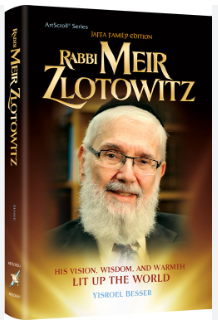 ArtScroll® Series
JAFFA FAMILY EDITION
RABBI
MEIR
ZLOTOWITZ
HIS VISION, WISDOM, AND WARMTH
LIT UP THE WORLD
YISROEL BESSER
RABBI
MEIR
ZLOTOWITZ